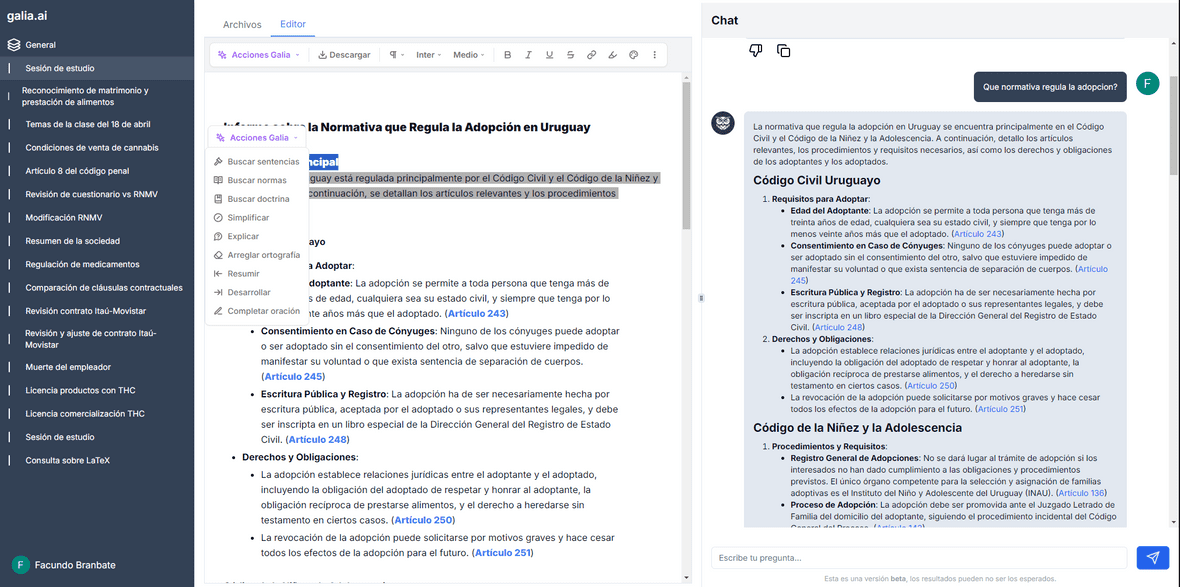 galia.ai
General
Sesión de estudio
Reconocimiento de matrimonio y
prestación de alimentos
Temas de la clase del 18 de abril
Condiciones de venta de cannabis
Artículo 8 del código penal
Revisión de cuestionario vs RNMV
Modificación RNMV
Resumen de la sociedad
Regulación de medicamentos
Comparación de cláusulas contractuales
Revisión contrato Itaú-Movistar
Revisión y ajuste de contrato Itaú-
Movistar
Muerte del empleador
Licencia productos con THC
Licencia comercialización THC
Sesión de estudio
Consulta sobre LaTeX
F Facundo Branbate
Archivos Editor
Acciones Galia Descargar Inter Medio B I U S
la Normativa que Regula la Adopción en Uruguay
Acciones Galia
Buscar sentencias
Buscar normas
Buscar doctrina
Simplificar
Explicar
Arreglar ortografía
Resumir
Desarrollar
Completar oración
ncipal
guay está regulada principalmente por el Código Civil y el Código de la Niñez y
continuación, se detallan los artículos relevantes y los procedimientos
ayo
a Adoptar:
doptante: La adopción se permite a toda persona que tenga más de
s de edad, cualquiera sea su estado civil, y siempre que tenga por lo
nte años más que el adoptado. (Artículo 243)
Consentimiento en Caso de Cónyuges: Ninguno de los cónyuges puede adoptar
o ser adoptado sin el consentimiento del otro, salvo que estuviere impedido de
manifestar su voluntad o que exista sentencia de separación de cuerpos.
(Artículo 245)
Escritura Pública y Registro: La adopción ha de ser necesariamente hecha por
escritura pública, aceptada por el adoptado o sus representantes legales, y debe
ser inscripta en un libro especial de la Dirección General del Registro de Estado
Civil. (Artículo 248)
Derechos y Obligaciones:
La adopción establece relaciones jurídicas entre el adoptante y el adoptado,
incluyendo la obligación del adoptado de respetar y honrar al adoptante, la
obligación recíproca de prestarse alimentos, y el derecho a heredarse sin
testamento en ciertos casos. (Artículo 250)
La revocación de la adopción puede solicitarse por motivos graves y hace cesar
todos los efectos de la adopción para el futuro. (Artículo 251)
Chat
Que normativa regula la adopcion?
F
La normativa que regula la adopción en Uruguay se encuentra principalmente en el Código
Civil y el Código de la Niñez y la Adolescencia. A continuación, detallo los artículos
relevantes, los procedimientos y requisitos necesarios, así como los derechos y obligaciones
de los adoptantes y los adoptados.
Código Civil Uruguayo
1. Requisitos para Adoptar:
Edad del Adoptante: La adopción se permite a toda persona que tenga más de
treinta años de edad, cualquiera sea su estado civil, y siempre que tenga por lo
menos veinte años más que el adoptado. (Artículo 243)
Consentimiento en Caso de Cónyuges: Ninguno de los cónyuges puede adoptar o
ser adoptado sin el consentimiento del otro, salvo que estuviere impedido de
manifestar su voluntad o que exista sentencia de separación de cuerpos. (Artículo
245)
Escritura Pública y Registro: La adopción ha de ser necesariamente hecha por
escritura pública, aceptada por el adoptado o sus representantes legales, y debe
ser inscripta en un libro especial de la Dirección General del Registro de Estado
Civil. (Artículo 248)
2. Derechos y Obligaciones:
La adopción establece relaciones jurídicas entre el adoptante y el adoptado,
incluyendo la obligación del adoptado de respetar y honrar al adoptante, la
obligación recíproca de prestarse alimentos, y el derecho a heredarse sin
testamento en ciertos casos. (Artículo 250)
La revocación de la adopción puede solicitarse por motivos graves y hace cesar
todos los efectos de la adopción para el futuro. (Artículo 251)
Código de la Niñez y la Adolescencia
1. Procedimientos y Requisitos:
Registro General de Adopciones: No se dará lugar al trámite de adopción si los
interesados no han dado cumplimiento a las obligaciones y procedimientos
previstos. El único órgano competente para la selección y asignación de familias
adoptivas es el Instituto del Niño y Adolescente del Uruguay (INAU). (Artículo 136)
Proceso de Adopción: La adopción debe ser promovida ante el Juzgado Letrado de
Familia del domicilio del adoptante, siguiendo el procedimiento incidental del Código
Escribe tu pregunta...
Esta es una versión beta, los resultados pueden no ser los esperados.